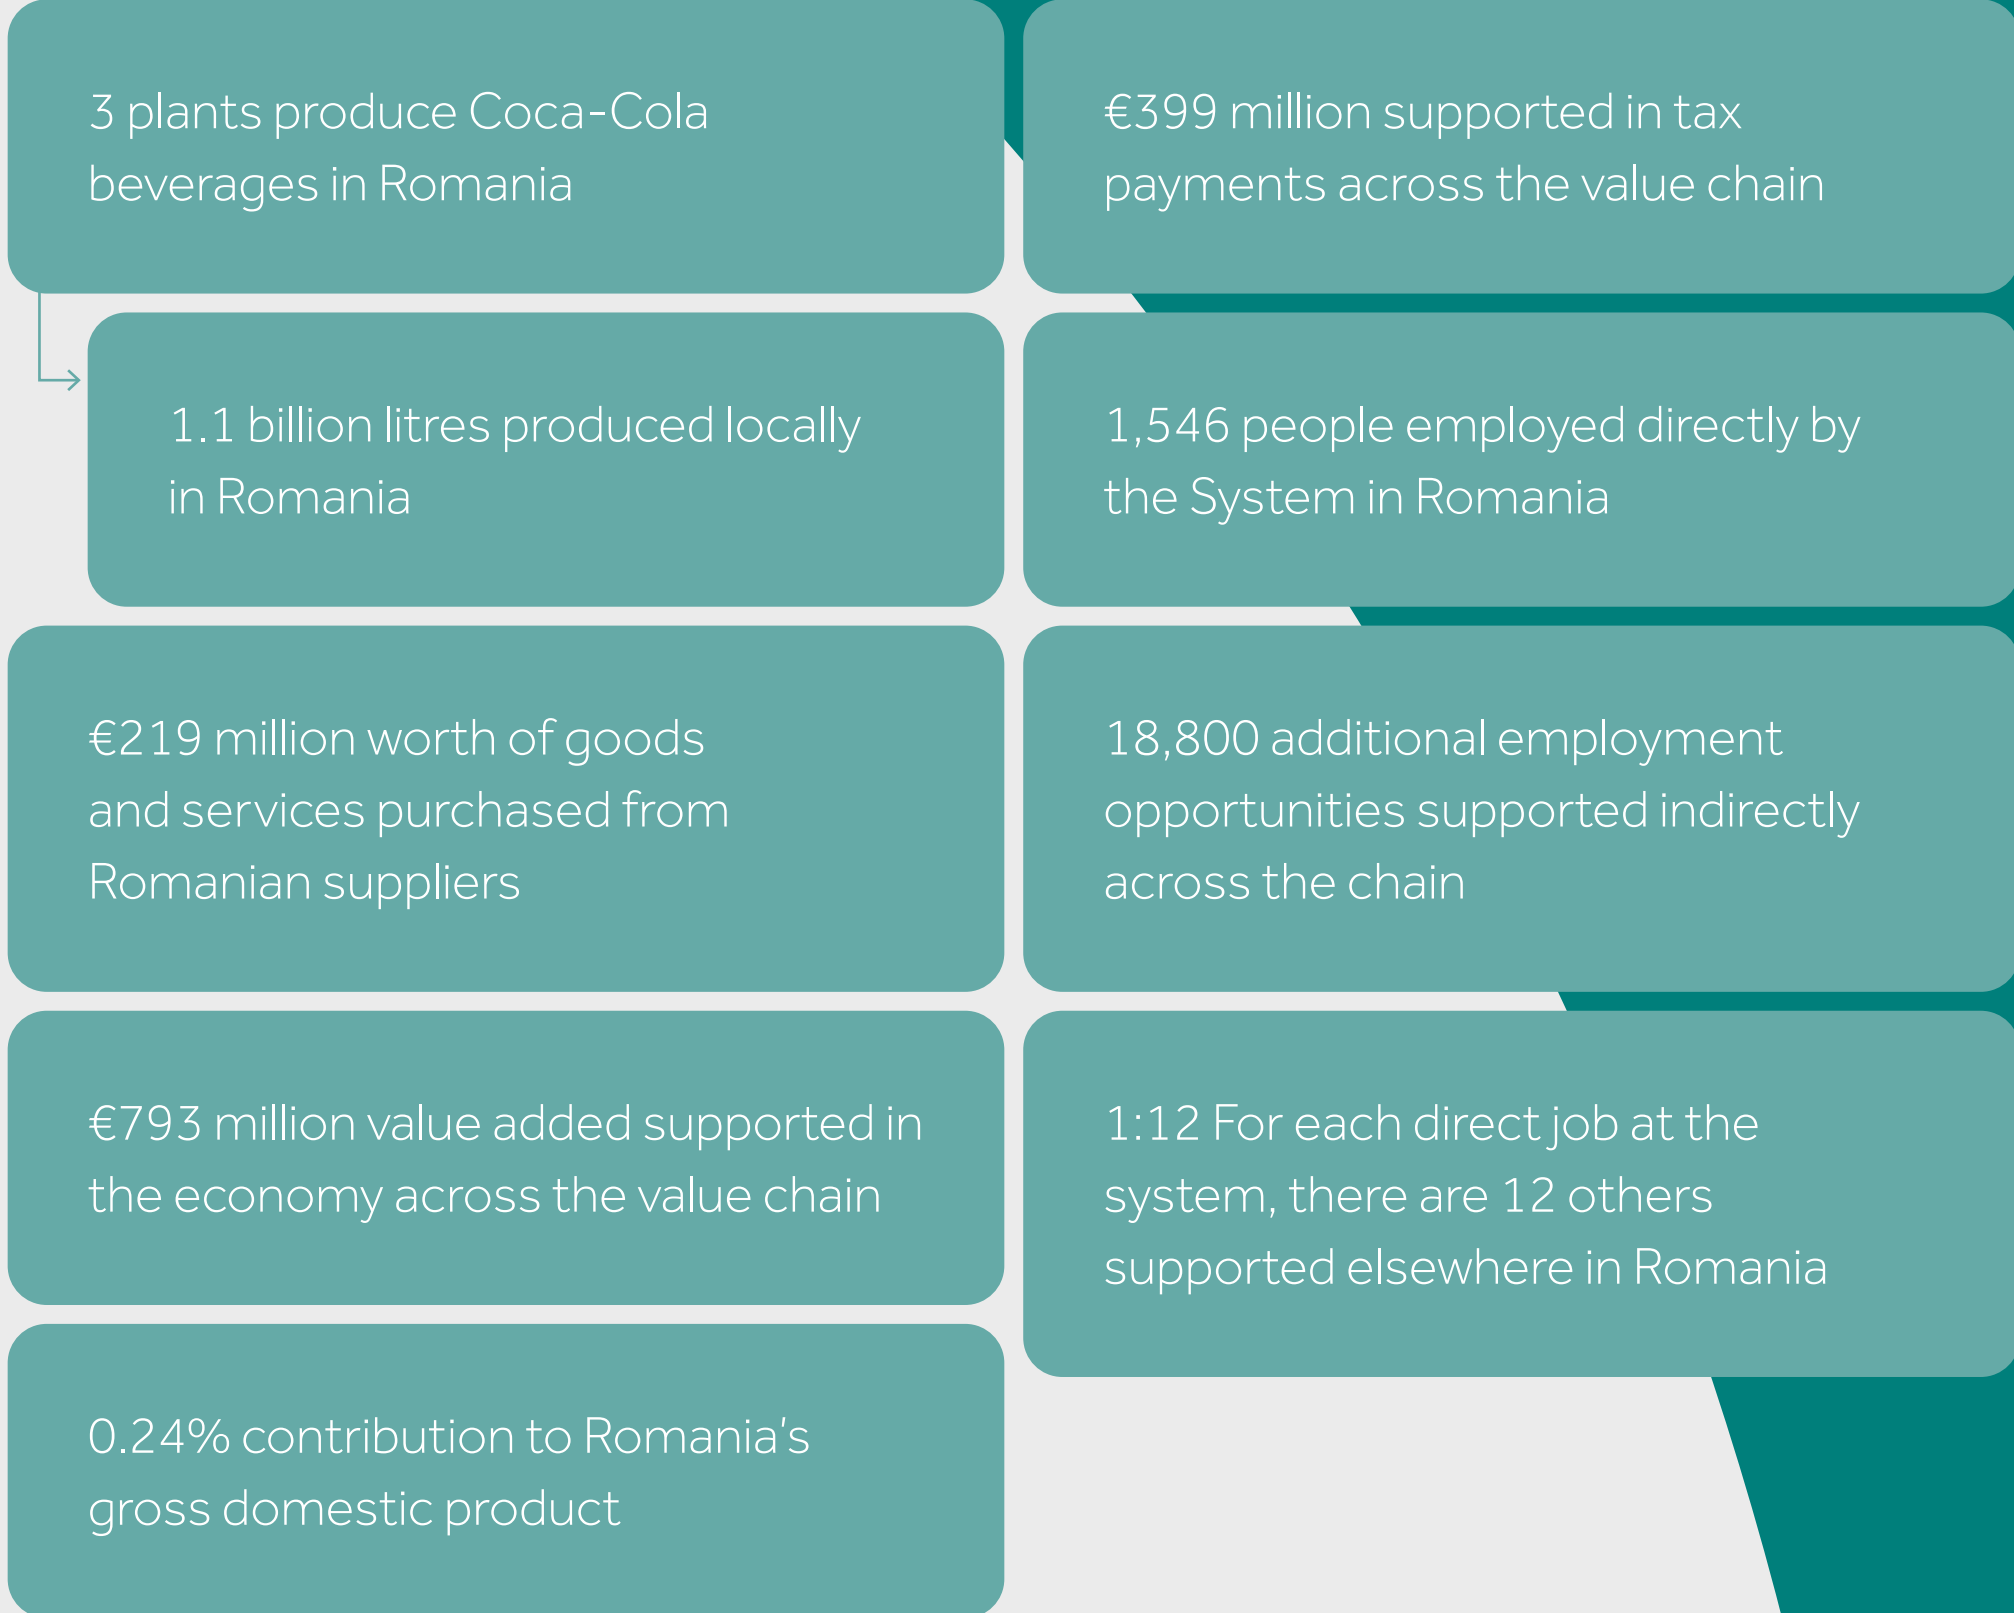 3 plants produce Coca-Cola
beverages in Romania
1.1 billion litres produced locally
in Romania
€219 million worth of goods
and services purchased from
Romanian suppliers
€793 million value added supported in
the economy across the value chain
0.24% contribution to Romania's
gross domestic product
€399 million supported in tax
payments across the value chain
1,546 people employed directly by
the System in Romania
18,800 additional employment
opportunities supported indirectly
across the chain
1:12 For each direct job at the
system, there are 12 others
supported elsewhere in Romania